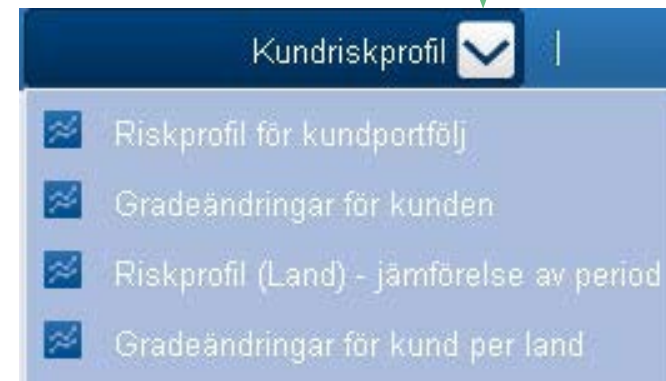 Kundriskprofil
Riskprofil för kundportfölj
Gradeändringar för kunden
Riskprofil (Land) - jämförelse av period
Gradeändringar för kund per land